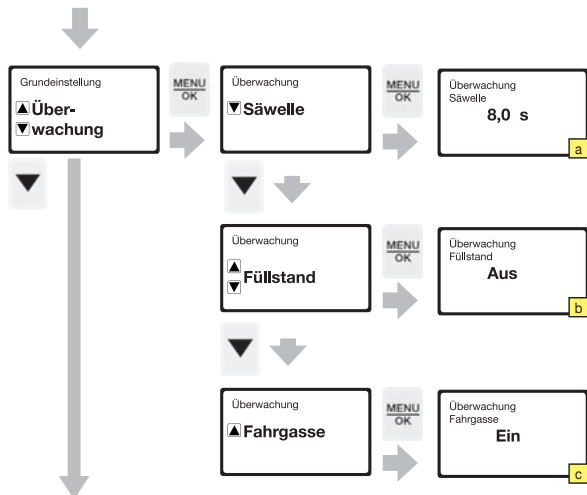 Grundeinstellung
▲Über-
▼wachung
MENU
OK
Überwachung
▼Säwelle
MENU
OK
Überwachung
Säwelle
8,0 s
a
Überwachung
▲
▼Füllstand
MENU
OK
Überwachung
Füllstand
Aus
b
Überwachung
▲Fahrgasse
MENU
OK
Überwachung
Fahrgasse
Ein
c